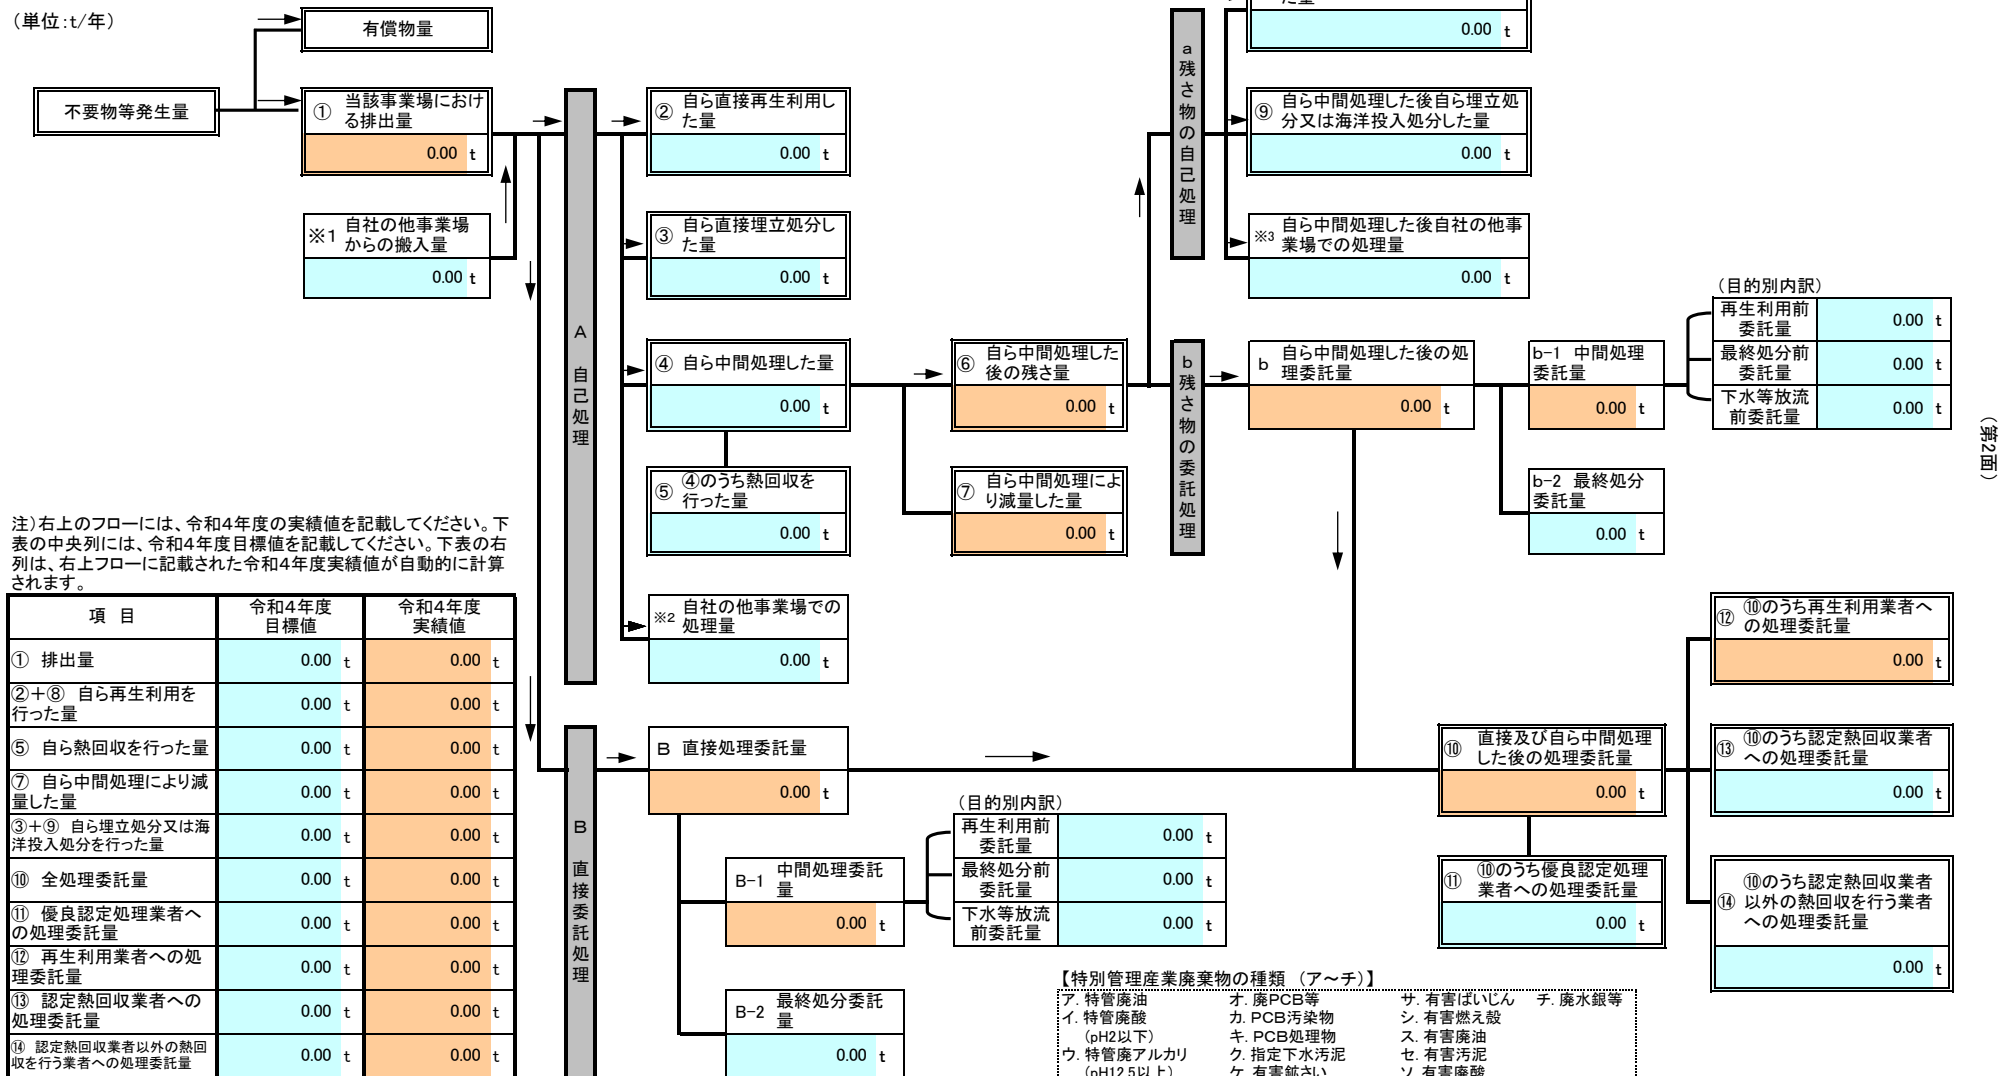 (単位:t/年)
有償物量
不要物等発生量
① 当該事業場におけ
る排出量
0.00 t
※1 自社の他事業場
からの搬入量
0.00 t
A 自己処理
② 自ら直接再生利用し
た量
0.00 t
③ 自ら直接埋立処分し
た量
0.00 t
④ 自ら中間処理した量
0.00 t
⑤ ④のうち熱回収を
行った量
0.00 t
※2 自社の他事業場での
処理量
0.00 t
⑥ 自ら中間処理した
後の残さ量
0.00 t
⑦ 自ら中間処理によ
り減量した量
0.00 t
a 残さ物の自己処理
た量
0.00 t
⑨ 自ら中間処理した後自ら埋立処
分又は海洋投入処分した量
0.00 t
※3 自ら中間処理した後自社の他事
業場での処理量
0.00 t
b 残さ物の委託処理
b 自ら中間処理した後の処
理委託量
0.00 t
b-1 中間処理
委託量
0.00 t
b-2 最終処分
委託量
0.00 t
(目的別内訳)
再生利用前
委託量
0.00 t
最終処分前
委託量
0.00 t
下水等放流
前委託量
0.00 t
(第2面)
注)右上のフローには、令和4年度の実績値を記載してください。下
表の中央列には、令和4年度目標値を記載してください。下表の右
列は、右上フローに記載された令和4年度実績値が自動的に計算
されます。
項 目 令和4年度 令和4年度
目標値 実績値
① 排出量 0.00 t 0.00 t
②+⑧ 自ら再生利用を
行った量 0.00 t 0.00 t
⑤ 自ら熱回収を行った量 0.00 t 0.00 t
⑦ 自ら中間処理により減
量した量 0.00 t 0.00 t
③+⑨ 自ら埋立処分又は海
洋投入処分を行った量 0.00 t 0.00 t
⑩ 全処理委託量 0.00 t 0.00 t
⑪ 優良認定処理業者へ
の処理委託量 0.00 t 0.00 t
⑫ 再生利用業者への処
理委託量 0.00 t 0.00 t
⑬ 認定熱回収業者への
処理委託量 0.00 t 0.00 t
⑭ 認定熱回収業者以外の熱回
収を行う業者への処理委託量 0.00 t 0.00 t
B 直接委託処理
B 直接処理委託量
0.00 t
B-1 中間処理委託
量
0.00 t
B-2 最終処分委託
量
0.00 t
(目的別内訳)
再生利用前
委託量
0.00 t
最終処分前
委託量
0.00 t
下水等放流
前委託量
0.00 t
⑩ 直接及び自ら中間処理
した後の処理委託量
0.00 t
⑪ ⑩のうち優良認定処理
業者への処理委託量
0.00 t
⑫ ⑩のうち再生利用業者へ
の処理委託量
0.00 t
⑬ ⑩のうち認定熱回収業者
への処理委託量
0.00 t
⑭ ⑩のうち認定熱回収業者
以外の熱回収を行う業者
への処理委託量
0.00 t
【特別管理産業廃棄物の種類 (ア~チ)】
ア. 特管廃油 オ. 廃PCB等 サ. 有害ばいじん チ. 廃水銀等
イ. 特管廃酸 カ. PCB汚染物 シ. 有害燃え殻
(pH2以下) キ. PCB処理物 ス. 有害廃油
ウ. 特管廃アルカリ ク. 指定下水汚泥 セ. 有害汚泥
(pH12.5以上) ケ. 有害鉱さい ソ. 有害廃酸